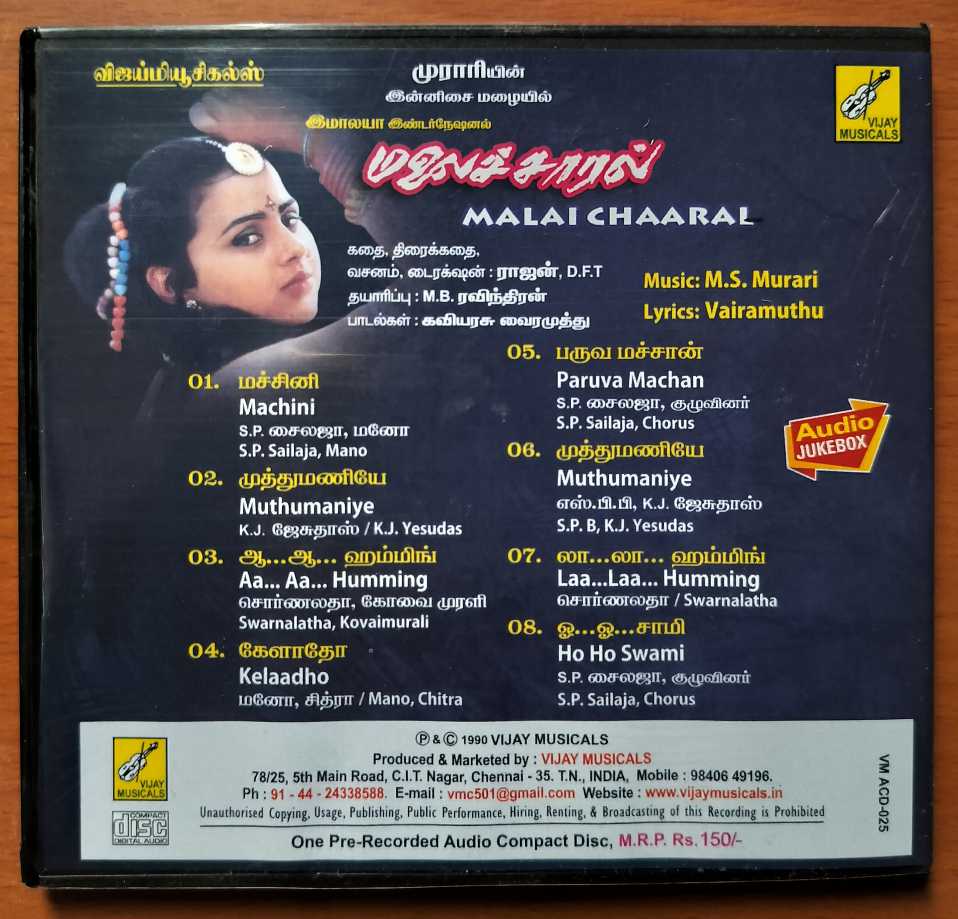 விஜய்மியூசிகல்ஸ்
முராரியின்
இன்னிசை மழையில்
இமாலயா இண்டர்நேஷனல்
மலைச்சாரல்
MALAI CHAARAL
VIJAY
MUSICALS
கதை, திரைக்கதை,
வசனம், டைரக்‌ஷன் : ராஜன், D.F.T
தயாரிப்பு : M.B. ரவிந்திரன்
பாடல்கள் : கவியரசு வைரமுத்து
Music: M.S. Murari
Lyrics: Vairamuthu
01. மச்சினி
Machini
S.P. சைலஜா, மனோ
S.P. Sailaja, Mano
02. முத்துமணியே
Muthumaniye
K.J. ஜேசுதாஸ் / K.J. Yesudas
03. ஆ...ஆ... ஹம்மிங்
Aa... Aa... Humming
சொர்ணலதா, கோவை முரளி
Swarnalatha, Kovaimurali
04. கேளாதோ
Kelaadho
மனோ, சித்ரா / Mano, Chitra
05. பருவ மச்சான்
Paruva Machan
S.P. சைலஜா, குழுவினர்
S.P. Sailaja, Chorus
06. முத்துமணியே
Muthumaniye
எஸ்.பி.பி, K.J. ஜேசுதாஸ்
S.P. B, K.J. Yesudas
07. லா...லா... ஹம்மிங்
Laa...Laa... Humming
சொர்ணலதா / Swarnalatha
08. ஓ...ஓ...சாமி
Ho Ho Swami
S.P. சைலஜா, குழுவினர்
S.P. Sailaja, Chorus
Audio
JUKEBOX
VIJAY
MUSICALS
COMPACT
disc
DIGITAL AUDIO
℗ & © 1990 VIJAY MUSICALS
Produced & Marketed by : VIJAY MUSICALS
78/25, 5th Main Road, C.I.T. Nagar, Chennai - 35. T.N., INDIA, Mobile : 98406 49196.
Ph : 91 - 44 - 24338588. E-mail : vmc501@gmail.com Website : www.vijaymusicals.in
Unauthorised Copying, Usage, Publishing, Public Performance, Hiring, Renting, & Broadcasting of this Recording is Prohibited
One Pre-Recorded Audio Compact Disc, M.R.P. Rs.150/-
VM ACD-025